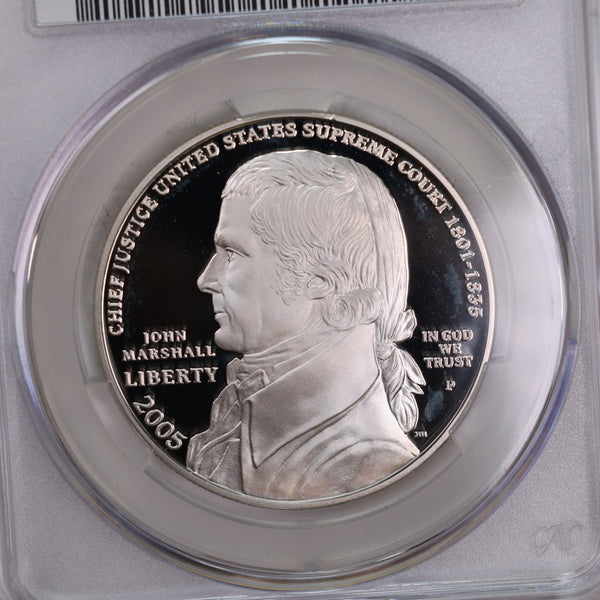 CHIEF JUSTICE UNITED STATES SUPREME COURT 1801-1835
JOHN
MARSHALL
LIBERTY
2005
IN GOD
WE
TRUST
P